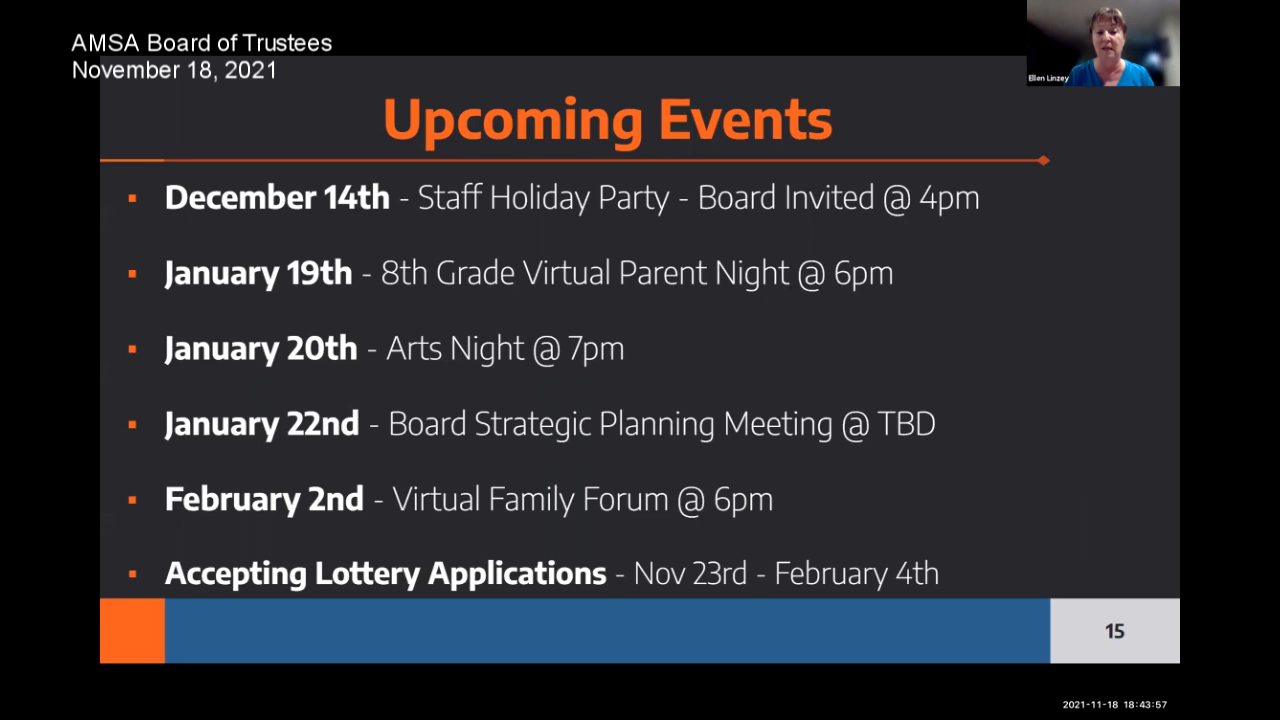 AMSA Board of Trustees
November 18, 2021
Ellen Linzey
Upcoming Events
▪ December 14th - Staff Holiday Party - Board Invited @ 4pm
▪ January 19th - 8th Grade Virtual Parent Night @ 6pm
▪ January 20th - Arts Night @ 7pm
▪ January 22nd - Board Strategic Planning Meeting @ TBD
▪ February 2nd - Virtual Family Forum @ 6pm
▪ Accepting Lottery Applications - Nov 23rd - February 4th
15
2021-11-18 18:43:57